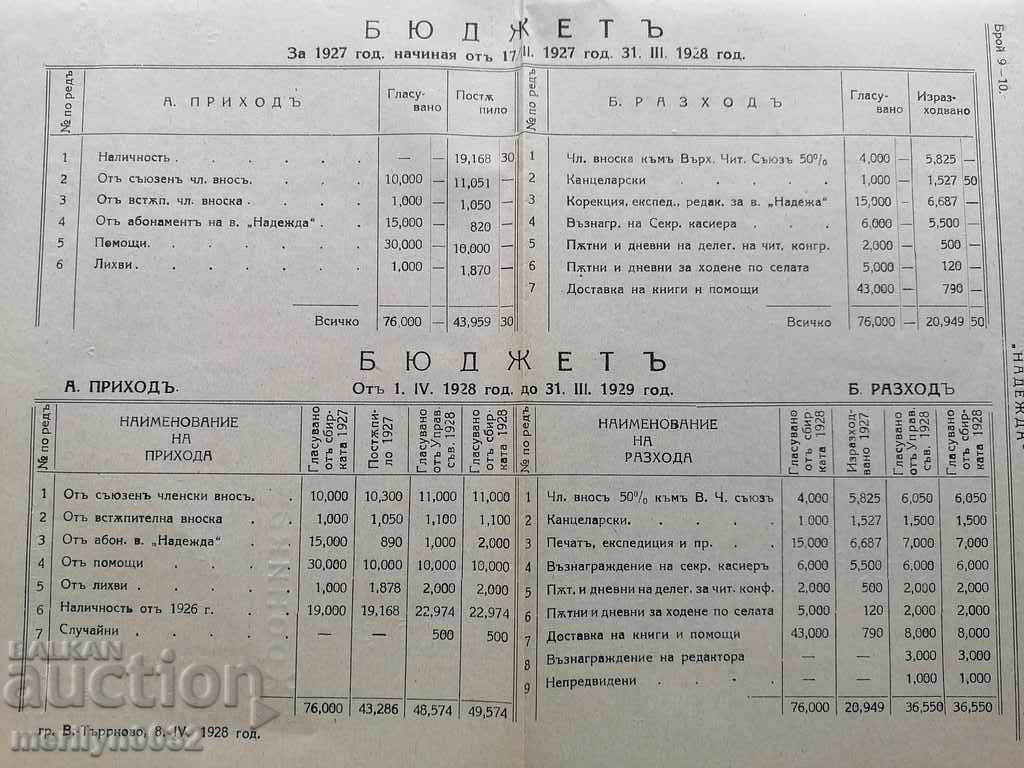 БЮДЖЕТЪ
За 1927 год. начиная отъ 17/II. 1927 год. 31. III. 1928 год.
№ по редъ А. ПРИХОДЪ Гласувано Постѫпило
1 Наличность — 19,168 30
2 Отъ съюзенъ чл. вносъ. 10,000 — 11,051 —
3 Отъ встѫп. чл. вноска 1,000 — 1,050 —
4 Отъ абонаментъ на в. „Надежда“ 15,000 — 820 —
5 Помощи. 30,000 — 10,000 —
6 Лихви 1,000 — 1,870 —
Всичко 76,000 — 43,959 30
№ по редъ Б. РАЗХОДЪ Гласувано Изразходвано
1 Чл. вноска къмъ Върх. Чит. Съюзъ 50% 4,000 — 5,825 —
2 Канцеларски 1,000 — 1,527 50
3 Корекция, експед., редак. за в. „Надежа“ 15,000 — 6,687 —
4 Възнагр. на Секр. касиера 6,000 — 5,500 —
5 Пѫтни и дневни на делег. на чит. конгр. 2,000 — 500 —
6 Пѫтни и дневни за ходене по селата 5,000 — 120 —
7 Доставка на книги н помощи 43,000 — 790 —
Всичко 76,000 — 20,949 50
БЮДЖЕТЪ
А. ПРИХОДЪ. Отъ 1. IV. 1928 год. до 31. III. 1929 год. Б. РАЗХОДЪ
№ по редъ НАИМЕНОВАНИЕ НА ПРИХОДА Гласувано отъ сбирката 1927 Постѫпило 1927 Гласувано отъ Управ. съв. 1928 Гласувано отъ сбирката 1928
1 Отъ съюзенъ членски вносъ. 10,000 10,300 11,000 11,000
2 Отъ встѫпителна вноска 1,000 1,050 1,100 1,100
3 Отъ абон. в. „Надежда“ 15,000 890 1,000 2,000
4 Отъ помощи 30,000 10,000 10,000 10,000
5 Отъ лихви 1,000 1,878 2,000 2,000
6 Наличность отъ 1926 г. 19,000 19,168 22,974 22,974
7 Случайни — — 500 500
76,000 43,286 48,574 49,574
№ по редъ НАИМЕНОВАНИЕ НА РАЗХОДА Гласувано отъ сбирката 1928 Изразходвано 1927 Гласувано отъ Управ. съв. 1928 Гласувано отъ сбирката 1928
1 Чл. вносъ 50% къмъ В. Ч. съюзъ 4,000 5,825 6,050 6,050
2 Канцеларски. 1 000 1,527 1,500 1,500
3 Печатъ, експедиция и пр. 15,000 6,687 7,000 7,000
4 Възнаграждение на секр. касиеръ 6,000 5,500 6,000 6,000
5 Пѫт. и дневни на делег. за чит. конф. 2,000 500 2,000 2,000
6 Пѫтни и дневни за ходене по селата 5,000 120 2,000 2,000
7 Доставка на книги и помощи 43,000 790 8,000 8,000
8 Възнаграждение на редактора — — 3,000 3,000
9 Непредвидени — — 1,000 1,000
76,000 20,949 36,550 36,550
гр. В.-Търрново, 8. IV. 1928 год.
Брой 9—10.
„НАДЕЖДА“
BALKAN
auction
merilyn0032